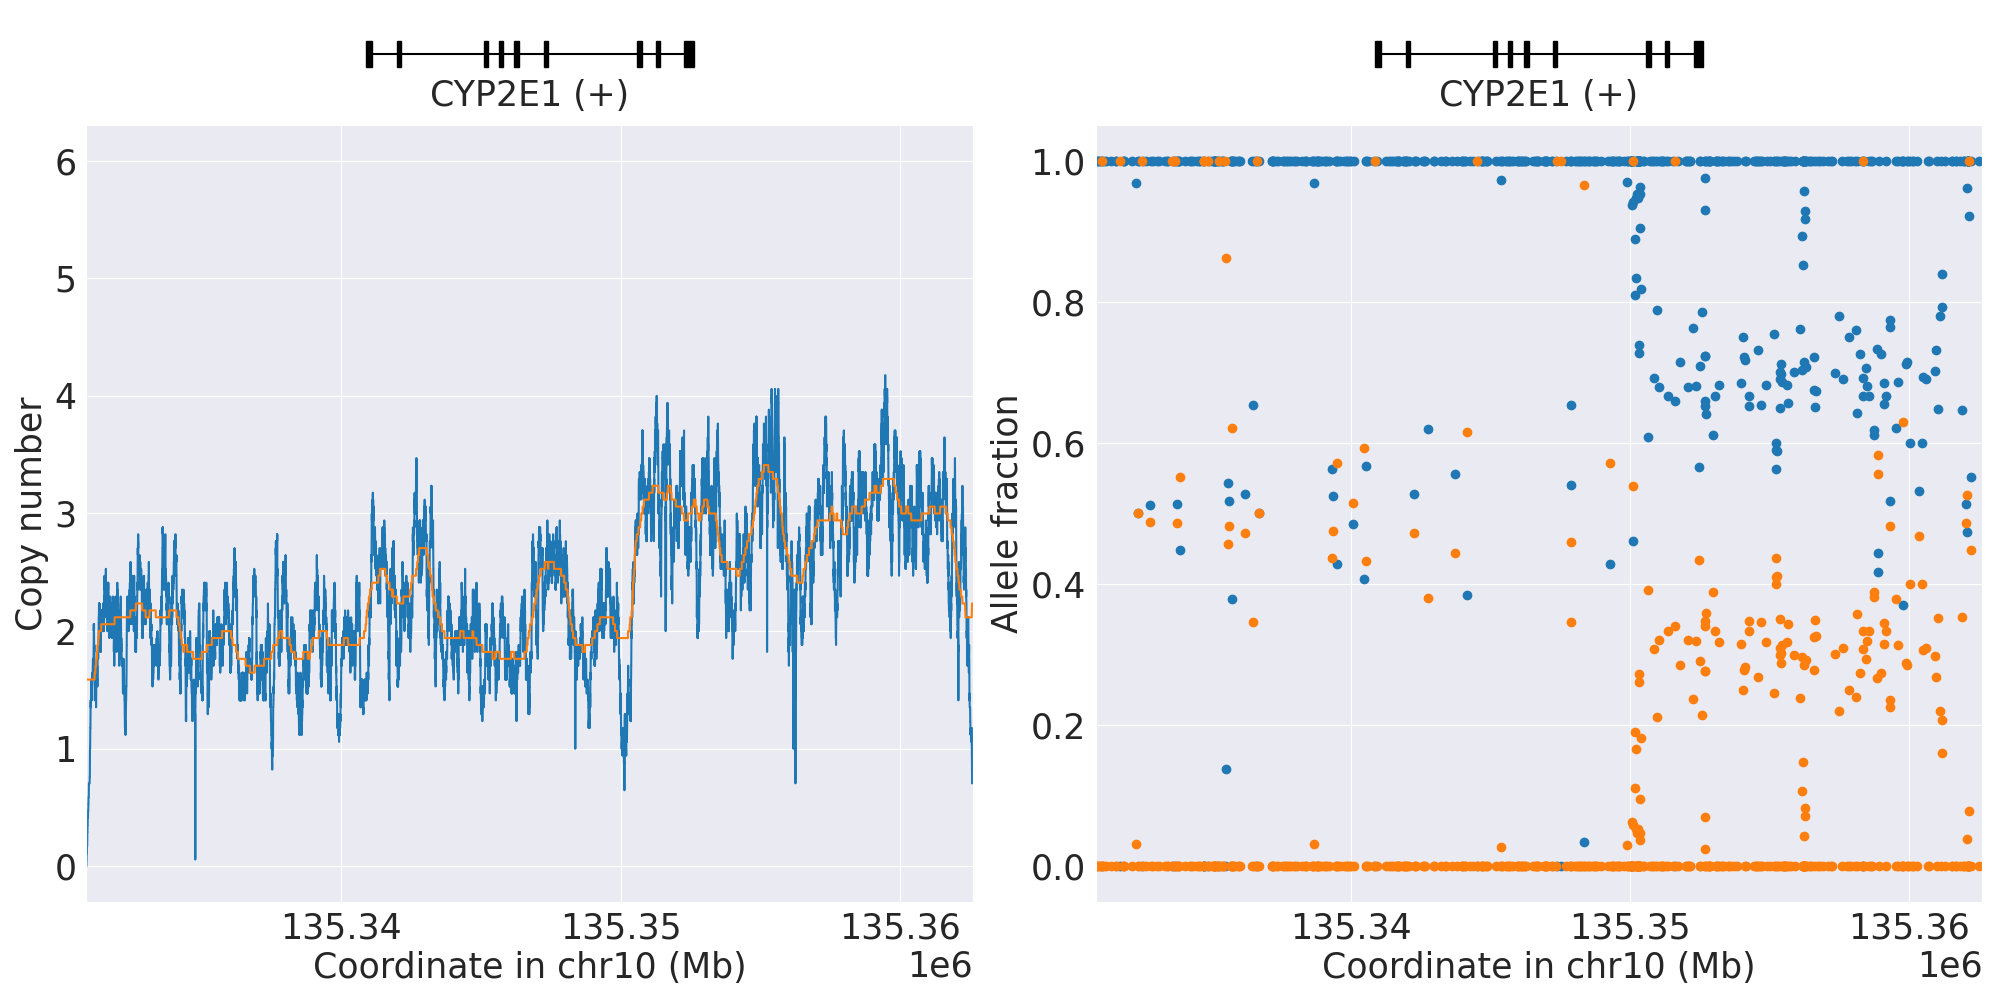 CYP2E1 (+)
6
5
4
3
2
1
0
Copy number
135.34 135.35 135.36
Coordinate in chr10 (Mb)
1e6
CYP2E1 (+)
1.0
0.8
0.6
0.4
0.2
0.0
Allele fraction
135.34 135.35 135.36
Coordinate in chr10 (Mb)
1e6